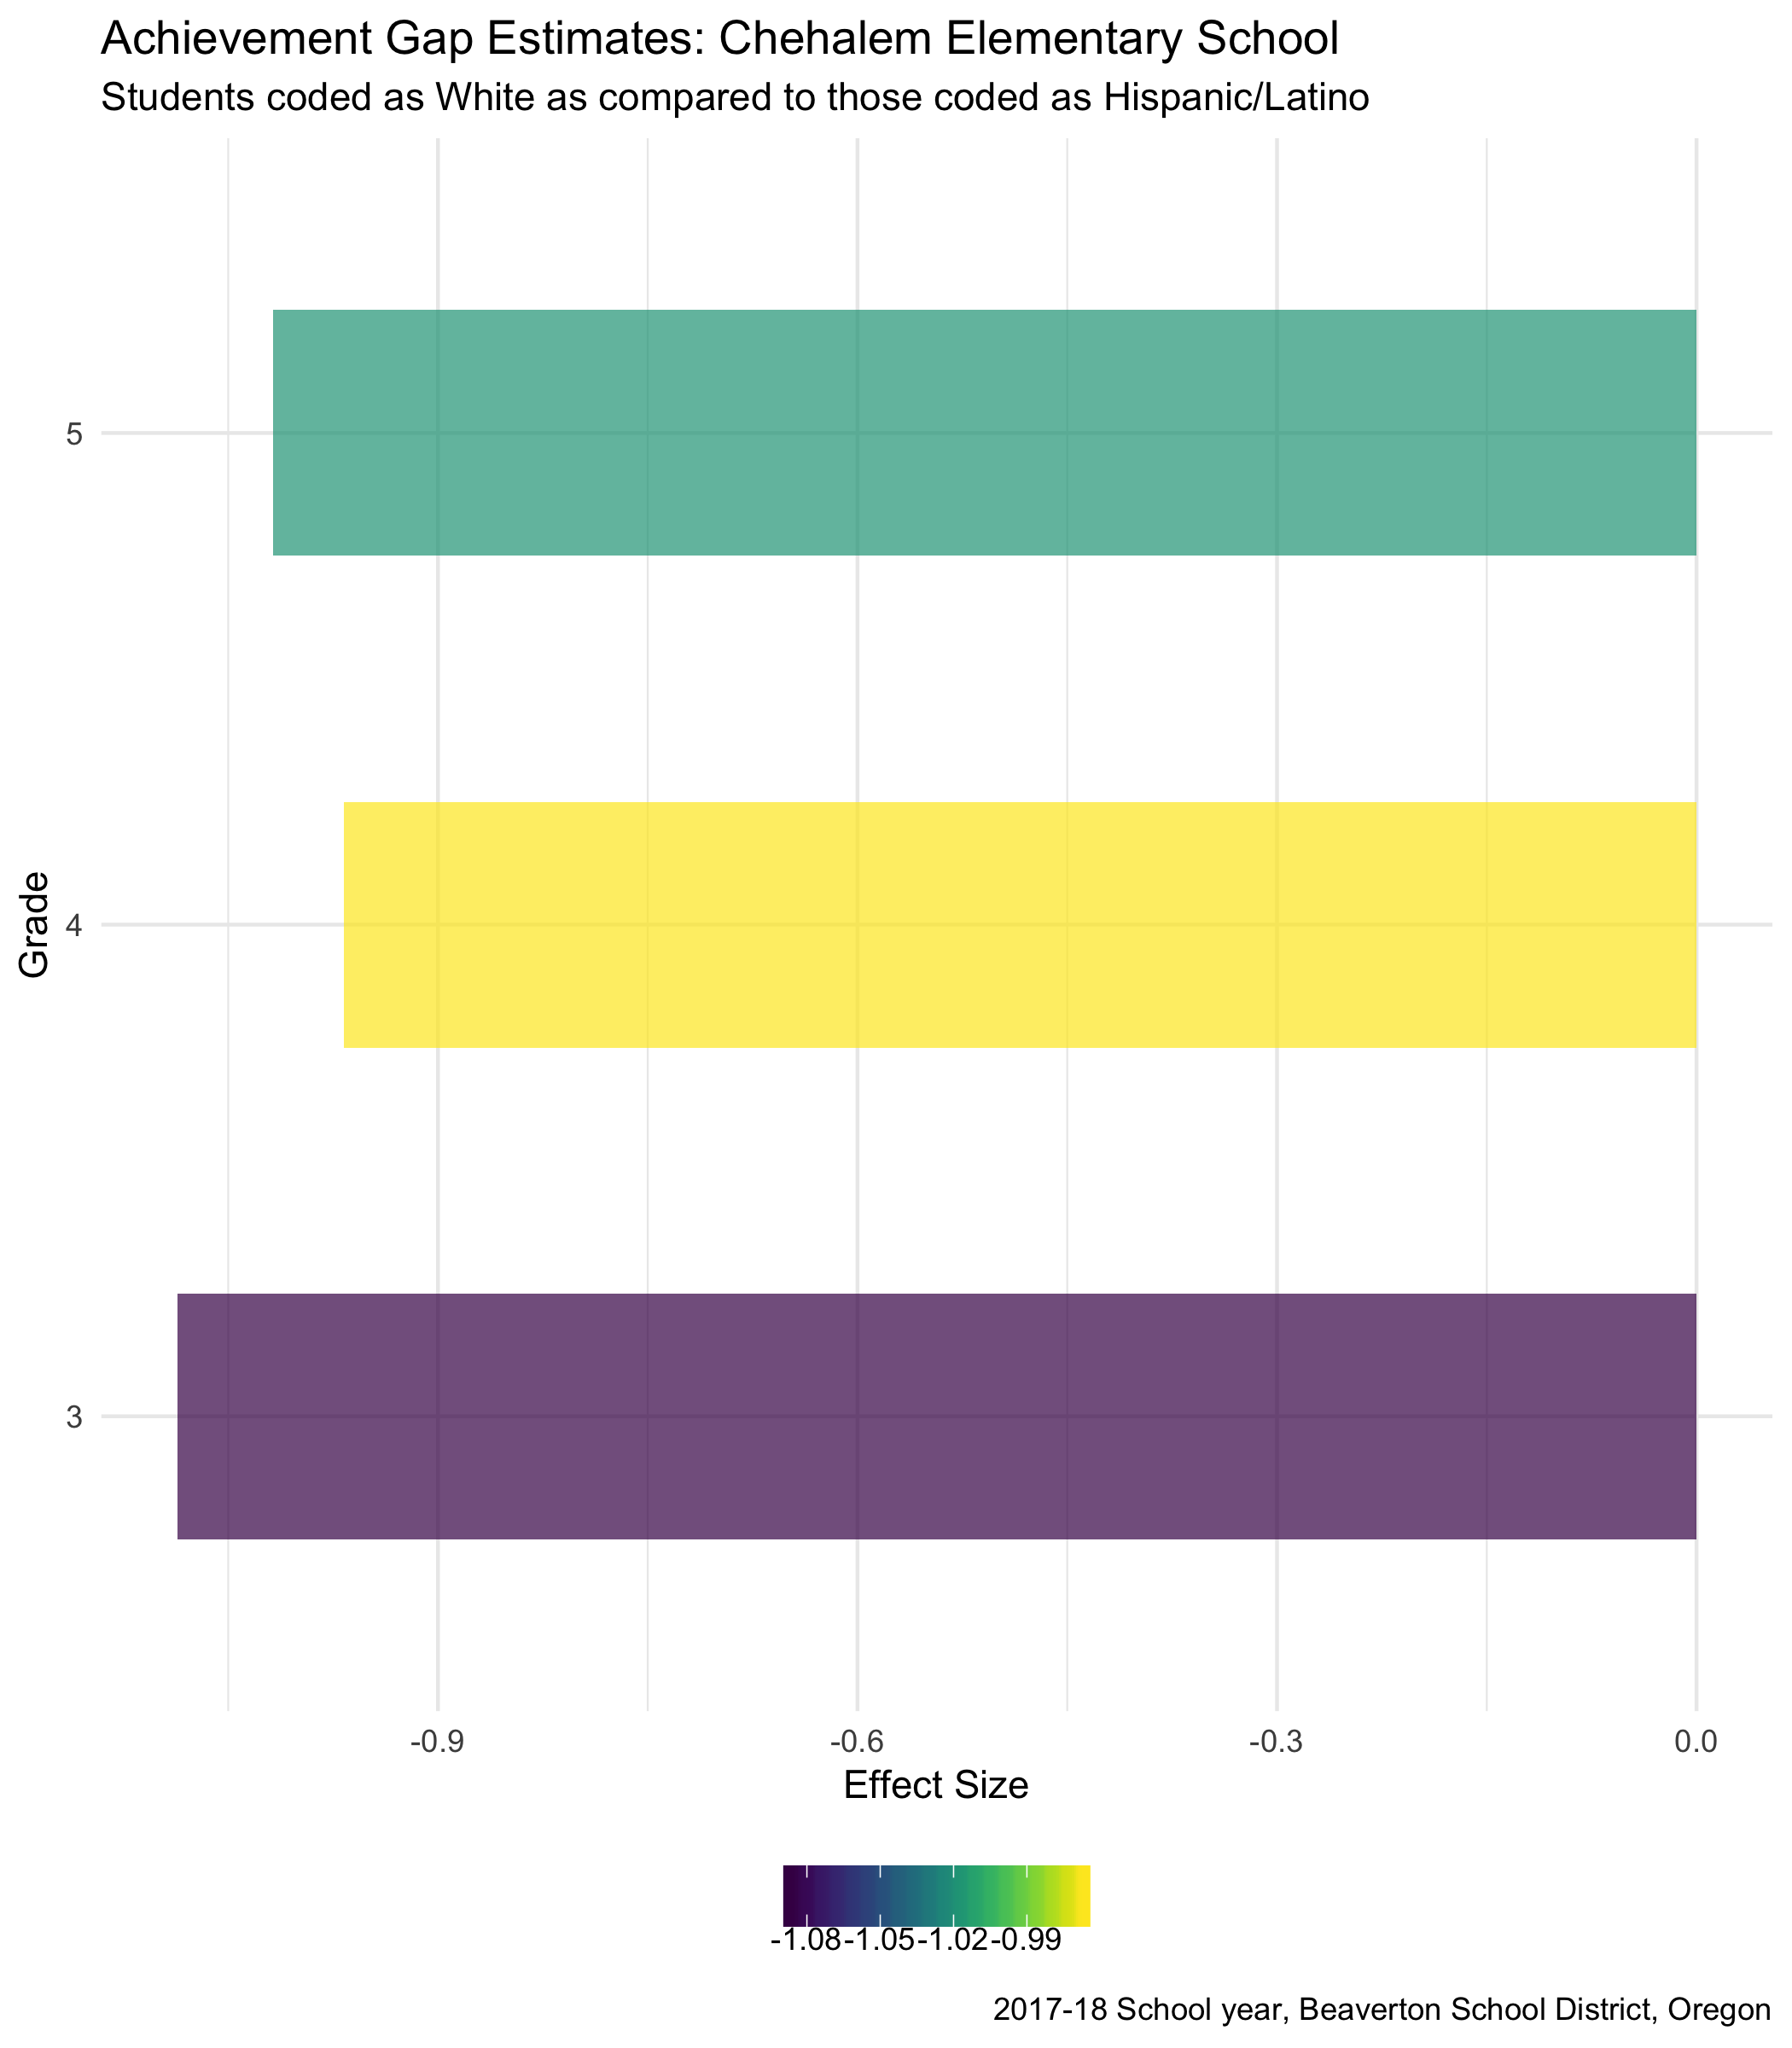 Achievement Gap Estimates: Chehalem Elementary School
Students coded as White as compared to those coded as Hispanic/Latino
5
4
3
Grade
-0.9 -0.6 -0.3 0.0
Effect Size
-1.08 -1.05 -1.02 -0.99
2017-18 School year, Beaverton School District, Oregon